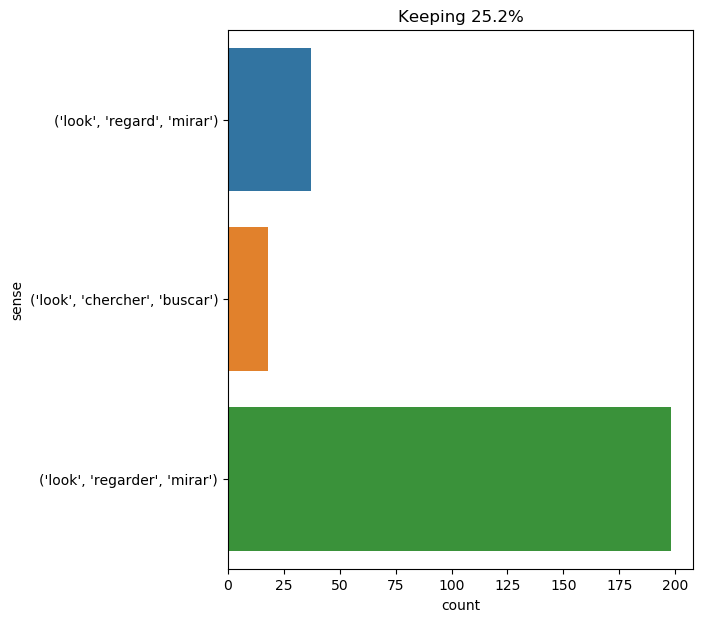 Keeping 25.2%
('look', 'regard', 'mirar')
('look', 'chercher', 'buscar')
('look', 'regarder', 'mirar')
sense
0 25 50 75 100 125 150 175 200
count